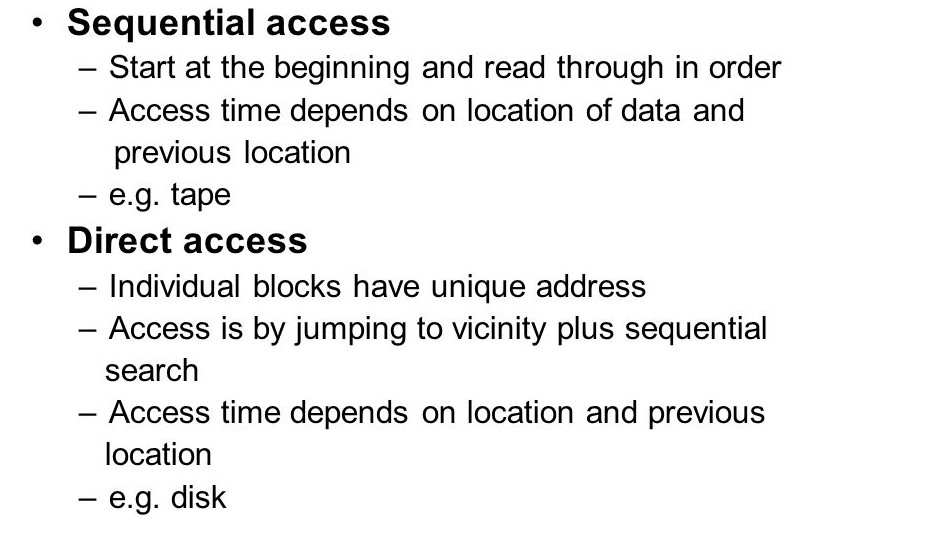 • Sequential access
– Start at the beginning and read through in order
– Access time depends on location of data and
previous location
– e.g. tape
• Direct access
– Individual blocks have unique address
– Access is by jumping to vicinity plus sequential
search
– Access time depends on location and previous
location
– e.g. disk